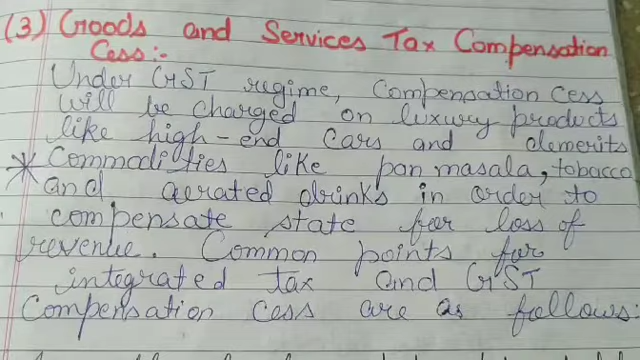 (3) Goods and Services Tax Compensation
Cess:-
Under GST regime, Compensation cess
will be charged on luxury products
like high-end cars and demerits
* Commodities like pan masala, tobacco
and aerated drinks in order to
compensate state for loss of
revenue. Common points for
integrated tax and GST
Compensation cess are as follows: